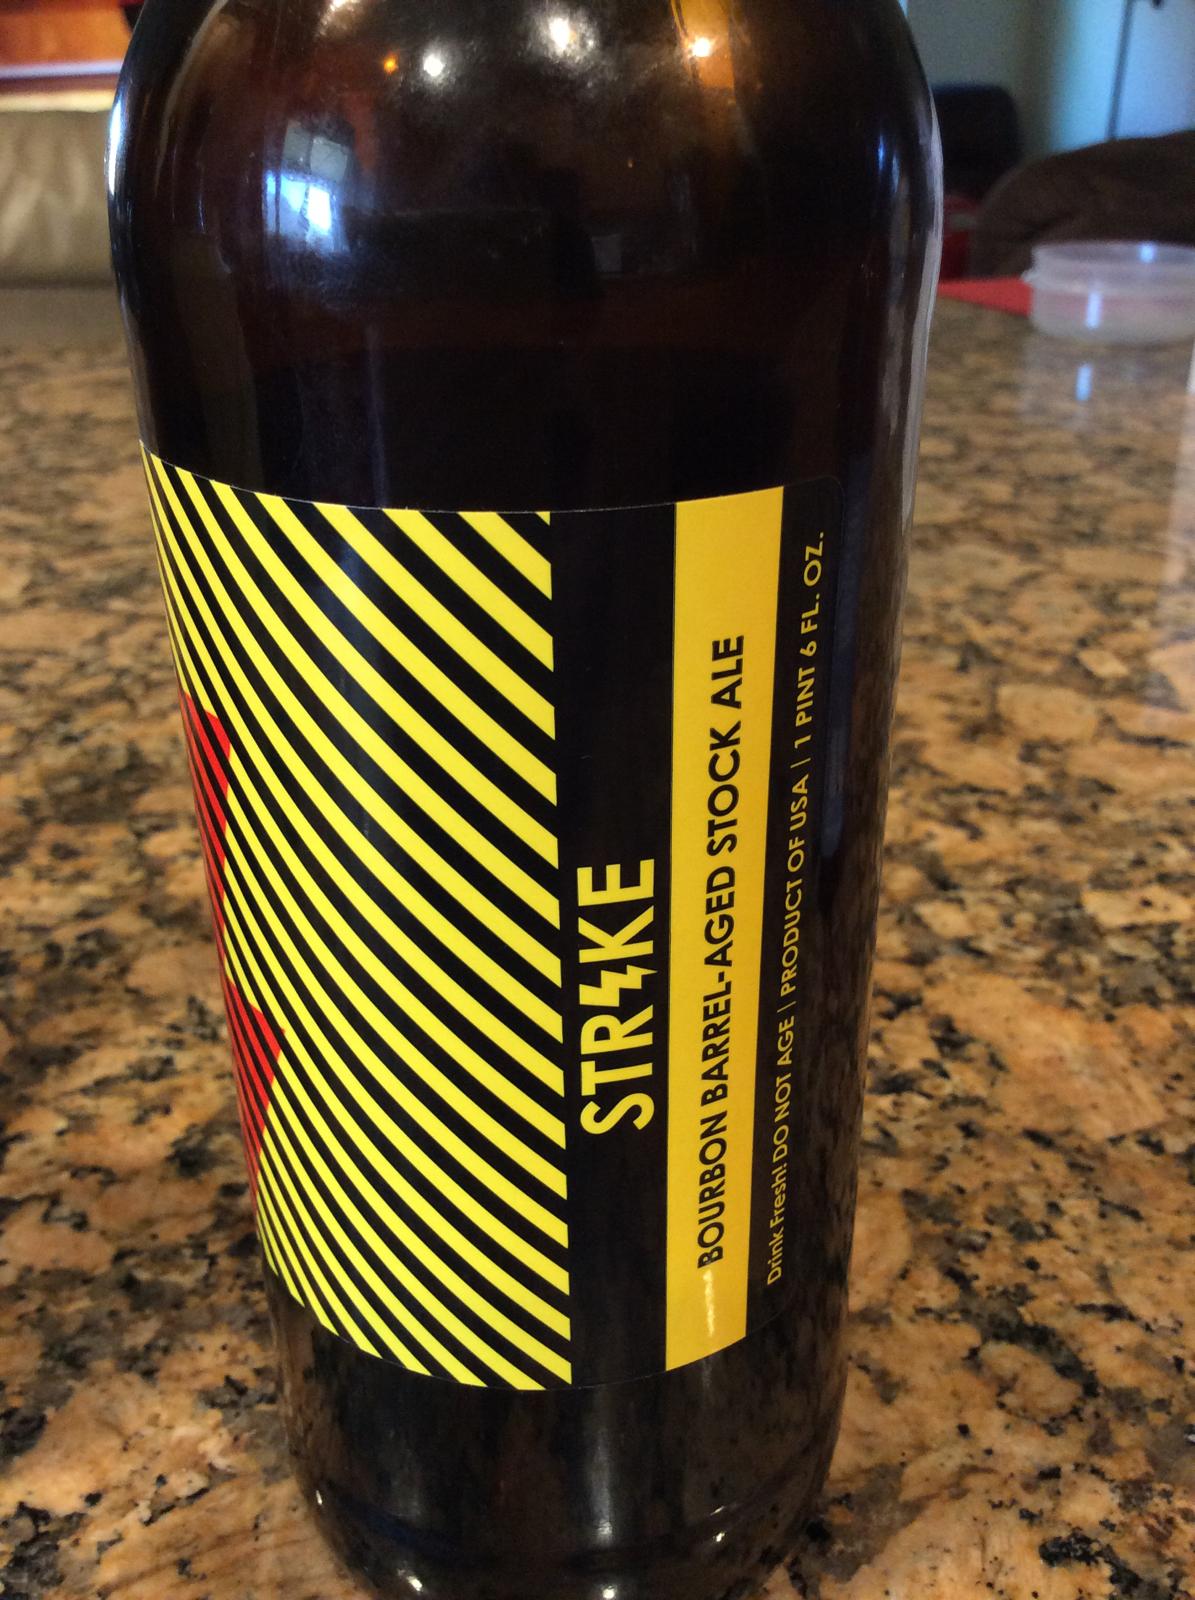 STRIKE
BOURBON BARREL-AGED STOCK ALE
Drink Fresh! DO NOT AGE | PRODUCT OF USA | 1 PINT 6 FL. OZ.